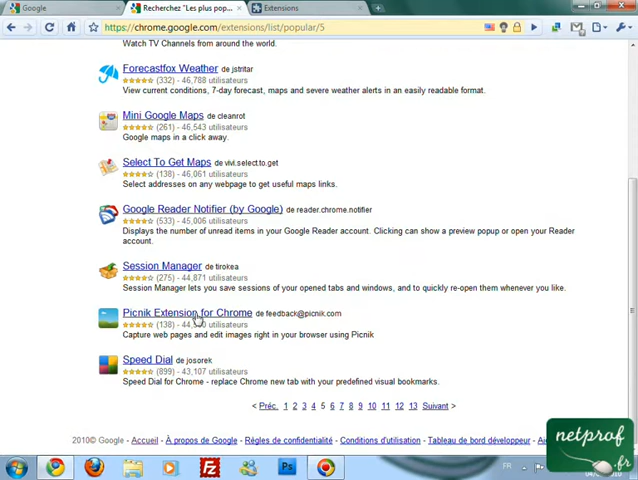 Google
Recherchez "Les plus pop...
Extensions
https://chrome.google.com/extensions/list/popular/5
Watch TV Channels from around the world.
Forecastfox Weather de jstritar
(332) - 46,788 utilisateurs
View current conditions, 7-day forecast, maps and severe weather alerts in an easily readable format.
Mini Google Maps de cleanrot
(261) - 46,543 utilisateurs
Google maps in a click away.
Select To Get Maps de vivi.select.to.get
(138) - 46,061 utilisateurs
Select addresses on any webpage to get useful maps links.
Google Reader Notifier (by Google) de reader.chrome.notifier
(533) - 45,006 utilisateurs
Displays the number of unread items in your Google Reader account. Clicking can show a preview popup or open your Reader
account.
Session Manager de tirokea
(275) - 44,871 utilisateurs
Session Manager lets you save sessions of your opened tabs and windows, and to quickly re-open them whenever you like.
Picnik Extension for Chrome de feedback@picnik.com
(138) - utilisateurs
Capture web pages and edit images right in your browser using Picnik
Speed Dial de josorek
(899) - 43,107 utilisateurs
Speed Dial for Chrome - replace Chrome new tab with your predefined visual bookmarks.
< Préc. 1 2 3 4 5 6 7 8 9 10 11 12 13 Suivant >
2010© Google - Accueil - À propos de Google - Règles de confidentialité - Conditions d'utilisation - Tableau de bord développeur -
netprof
.fr
FR